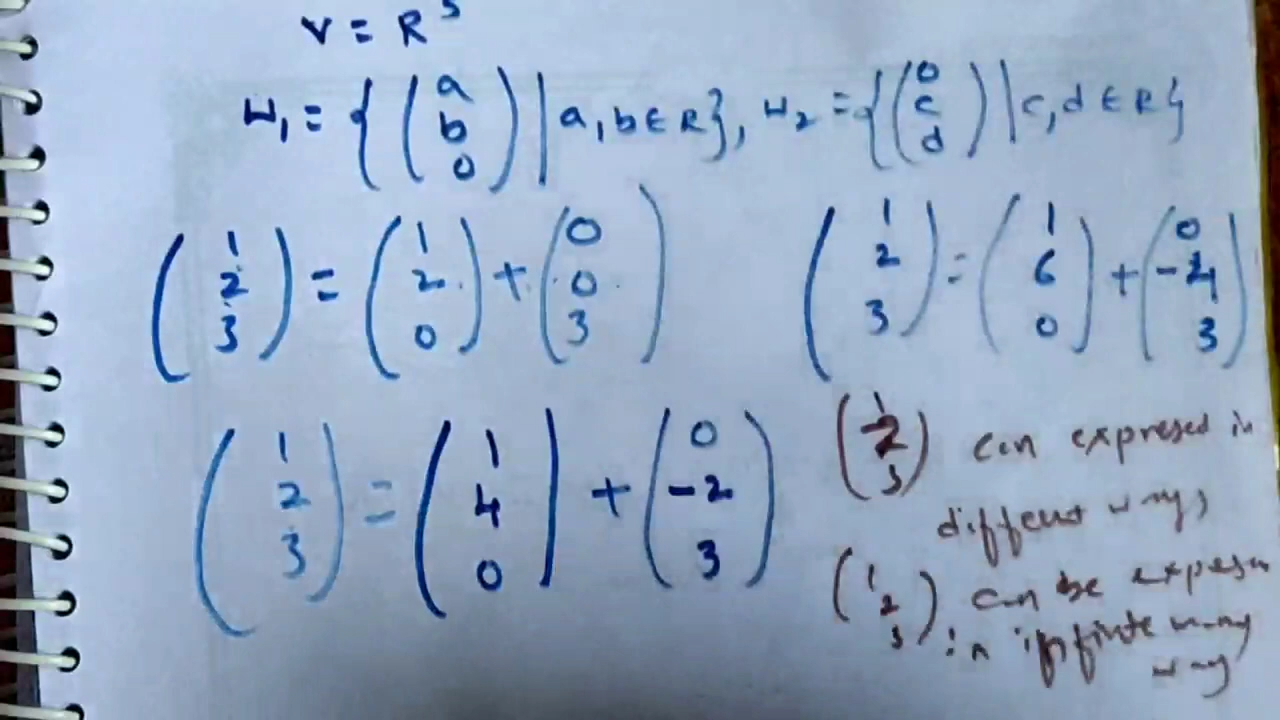 V = R³
W₁ = { (a b 0) | a, b ∈ R }, W₂ = { (0 c d) | c, d ∈ R }
(1 2 3) = (1 2 0) + (0 0 3)
(1 2 3) = (1 6 0) + (0 -4 3)
(1 2 3) = (1 4 0) + (0 -2 3)
(1 2 3) can expresed in
different ways
(1 2 3) can be expresse
in infinite many
way